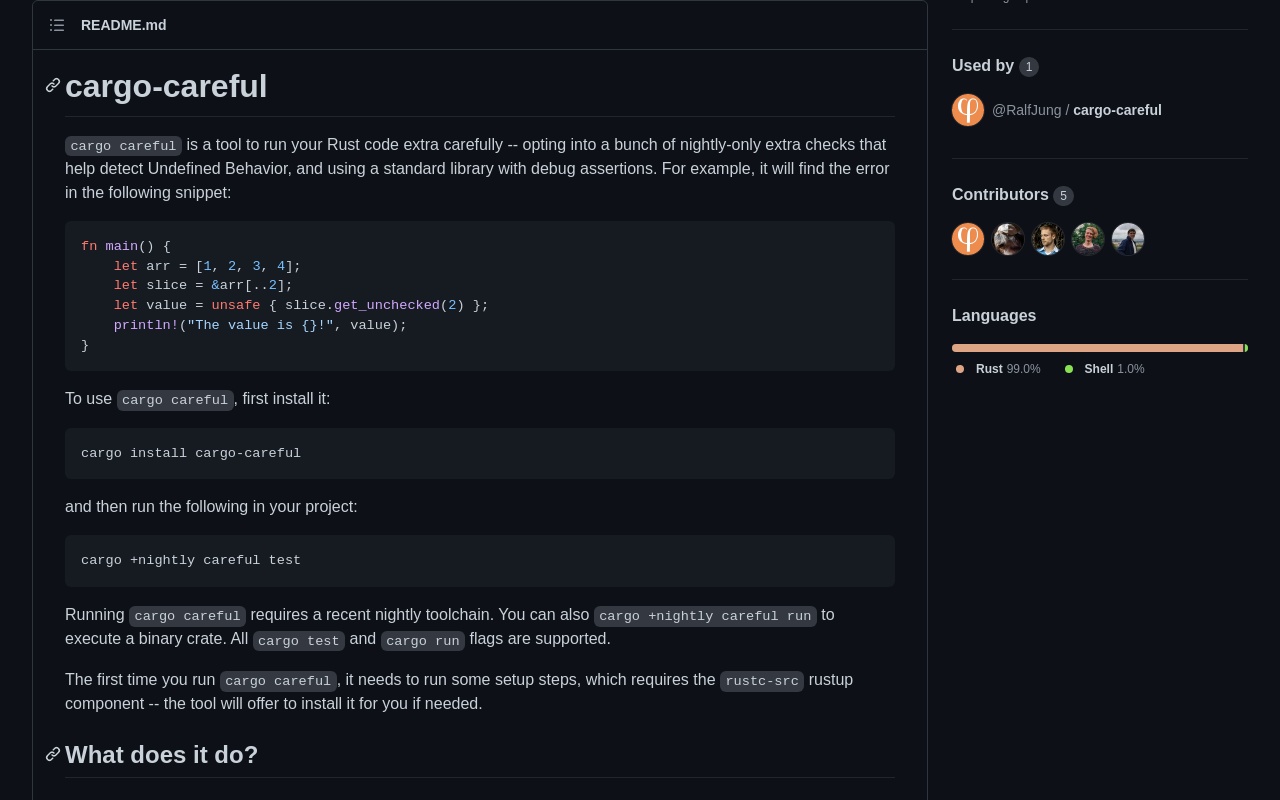 README.md
cargo-careful
cargo careful is a tool to run your Rust code extra carefully -- opting into a bunch of nightly-only extra checks that
help detect Undefined Behavior, and using a standard library with debug assertions. For example, it will find the error
in the following snippet:
fn main() {
    let arr = [1, 2, 3, 4];
    let slice = &arr[..2];
    let value = unsafe { slice.get_unchecked(2) };
    println!("The value is {}!", value);
}
To use cargo careful, first install it:
cargo install cargo-careful
and then run the following in your project:
cargo +nightly careful test
Running cargo careful requires a recent nightly toolchain. You can also cargo +nightly careful run to
execute a binary crate. All cargo test and cargo run flags are supported.
The first time you run cargo careful, it needs to run some setup steps, which requires the rustc-src rustup
component -- the tool will offer to install it for you if needed.
What does it do?
Used by 1
@RalfJung / cargo-careful
Contributors 5
Languages
Rust 99.0% Shell 1.0%